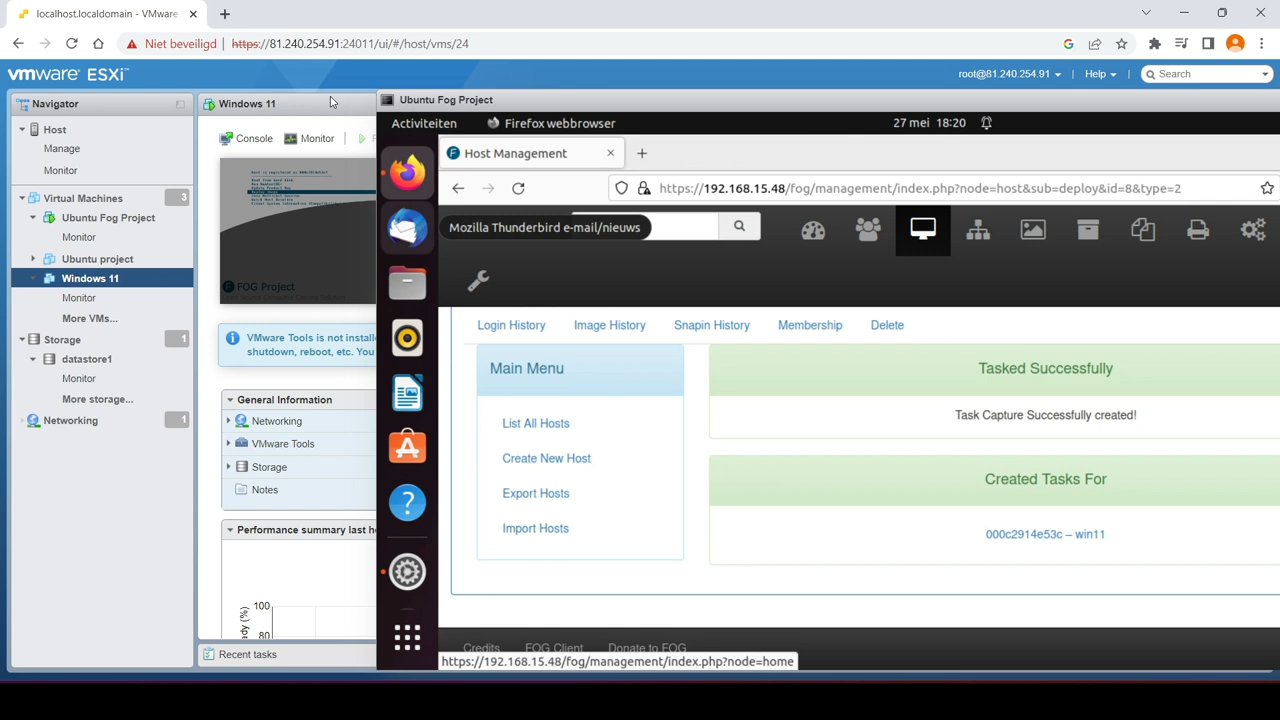 localhost.localdomain - VMware
Niet beveiligd
https://81.240.254.91:24011/ui/#/host/vms/24
vmware ESXi™
root@81.240.254.91
Help
Search
Navigator
Host
Manage
Monitor
Virtual Machines
3
Ubuntu Fog Project
Monitor
Ubuntu project
Windows 11
Monitor
More VMs...
Storage
1
datastore1
Monitor
More storage...
Networking
1
Windows 11
Console
Monitor
FOG Project
VMware Tools is not install
shutdown, reboot, etc. You
General Information
Networking
VMware Tools
Storage
Notes
Performance summary last h
100
80
ady (%)
Recent tasks
Ubuntu Fog Project
Activiteiten
Firefox webbrowser
27 mei 18:20
Host Management
https://192.168.15.48/fog/management/index.php?node=host&sub=deploy&id=8&type=2
Mozilla Thunderbird e-mail/nieuws
Login History
Image History
Snapin History
Membership
Delete
Main Menu
List All Hosts
Create New Host
Export Hosts
Import Hosts
Tasked Successfully
Task Capture Successfully created!
Created Tasks For
000c2914e53c – win11
Credits
FOG Client
Donate to FOG
https://192.168.15.48/fog/management/index.php?node=home